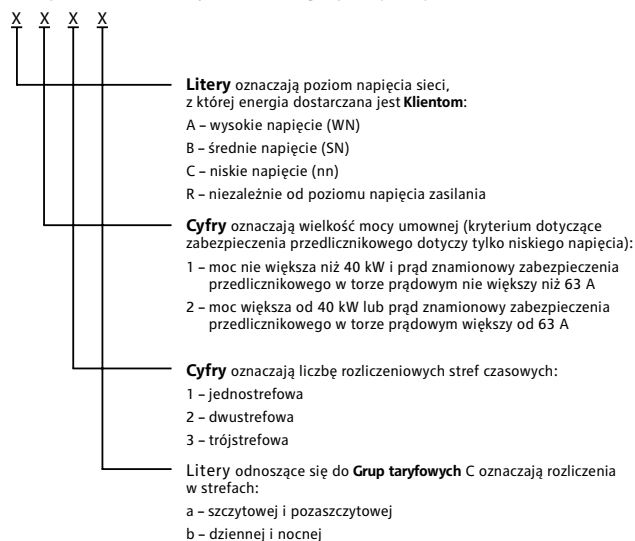 X X X X
Litery oznaczają poziom napięcia sieci,
z której energia dostarczana jest Klientom:
A – wysokie napięcie (WN)
B – średnie napięcie (SN)
C – niskie napięcie (nn)
R – niezależnie od poziomu napięcia zasilania
Cyfry oznaczają wielkość mocy umownej (kryterium dotyczące
zabezpieczenia przedlicznikowego dotyczy tylko niskiego napięcia):
1 – moc nie większa niż 40 kW i prąd znamionowy zabezpieczenia
przedlicznikowego w torze prądowym nie większy niż 63 A
2 – moc większa od 40 kW lub prąd znamionowy zabezpieczenia
przedlicznikowego w torze prądowym większy od 63 A
Cyfry oznaczają liczbę rozliczeniowych stref czasowych:
1 – jednostrefowa
2 – dwustrefowa
3 – trójstrefowa
Litery odnoszące się do Grup taryfowych C oznaczają rozliczenia
w strefach:
a – szczytowej i pozaszczytowej
b – dziennej i nocnej